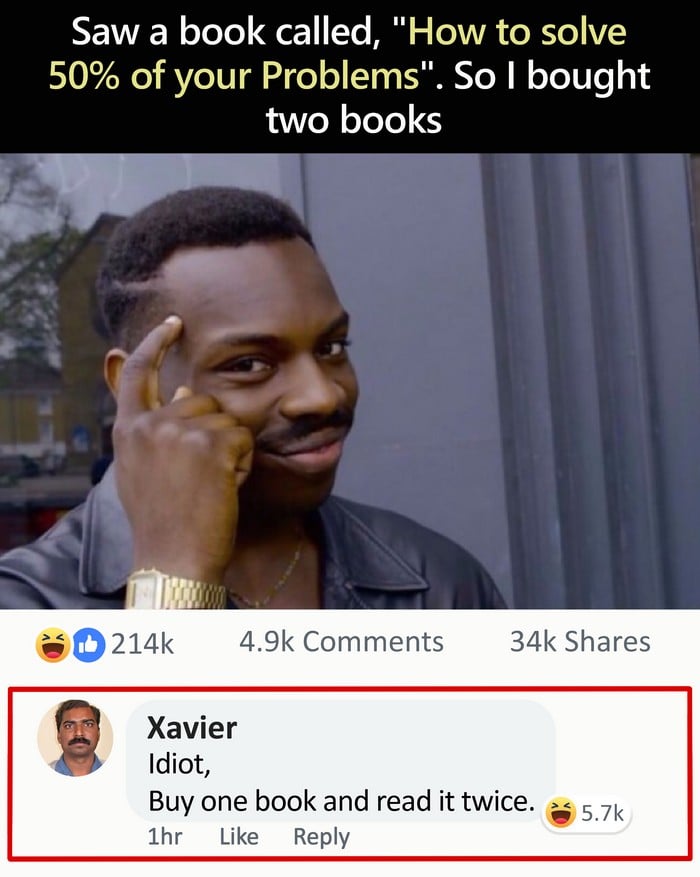 Saw a book called, "How to solve
50% of your Problems". So I bought
two books
214k 4.9k Comments 34k Shares
Xavier
Idiot,
Buy one book and read it twice.
5.7k
1hr Like Reply